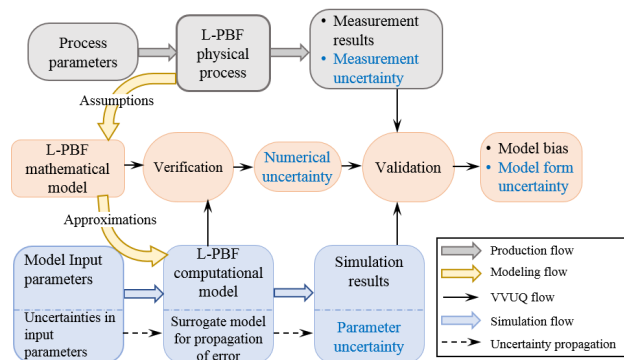 Process
parameters
L-PBF
physical
process
• Measurement
results
• Measurement
uncertainty
Assumptions
L-PBF
mathematical
model
Verification
Numerical
uncertainty
Validation
• Model bias
• Model form
uncertainty
Approximations
Model Input
parameters
L-PBF
computational
model
Simulation
results
Uncertainties in
input
parameters
Surrogate model
for propagation
of error
Parameter
uncertainty
Production flow
Modeling flow
VVUQ flow
Simulation flow
Uncertainty propagation